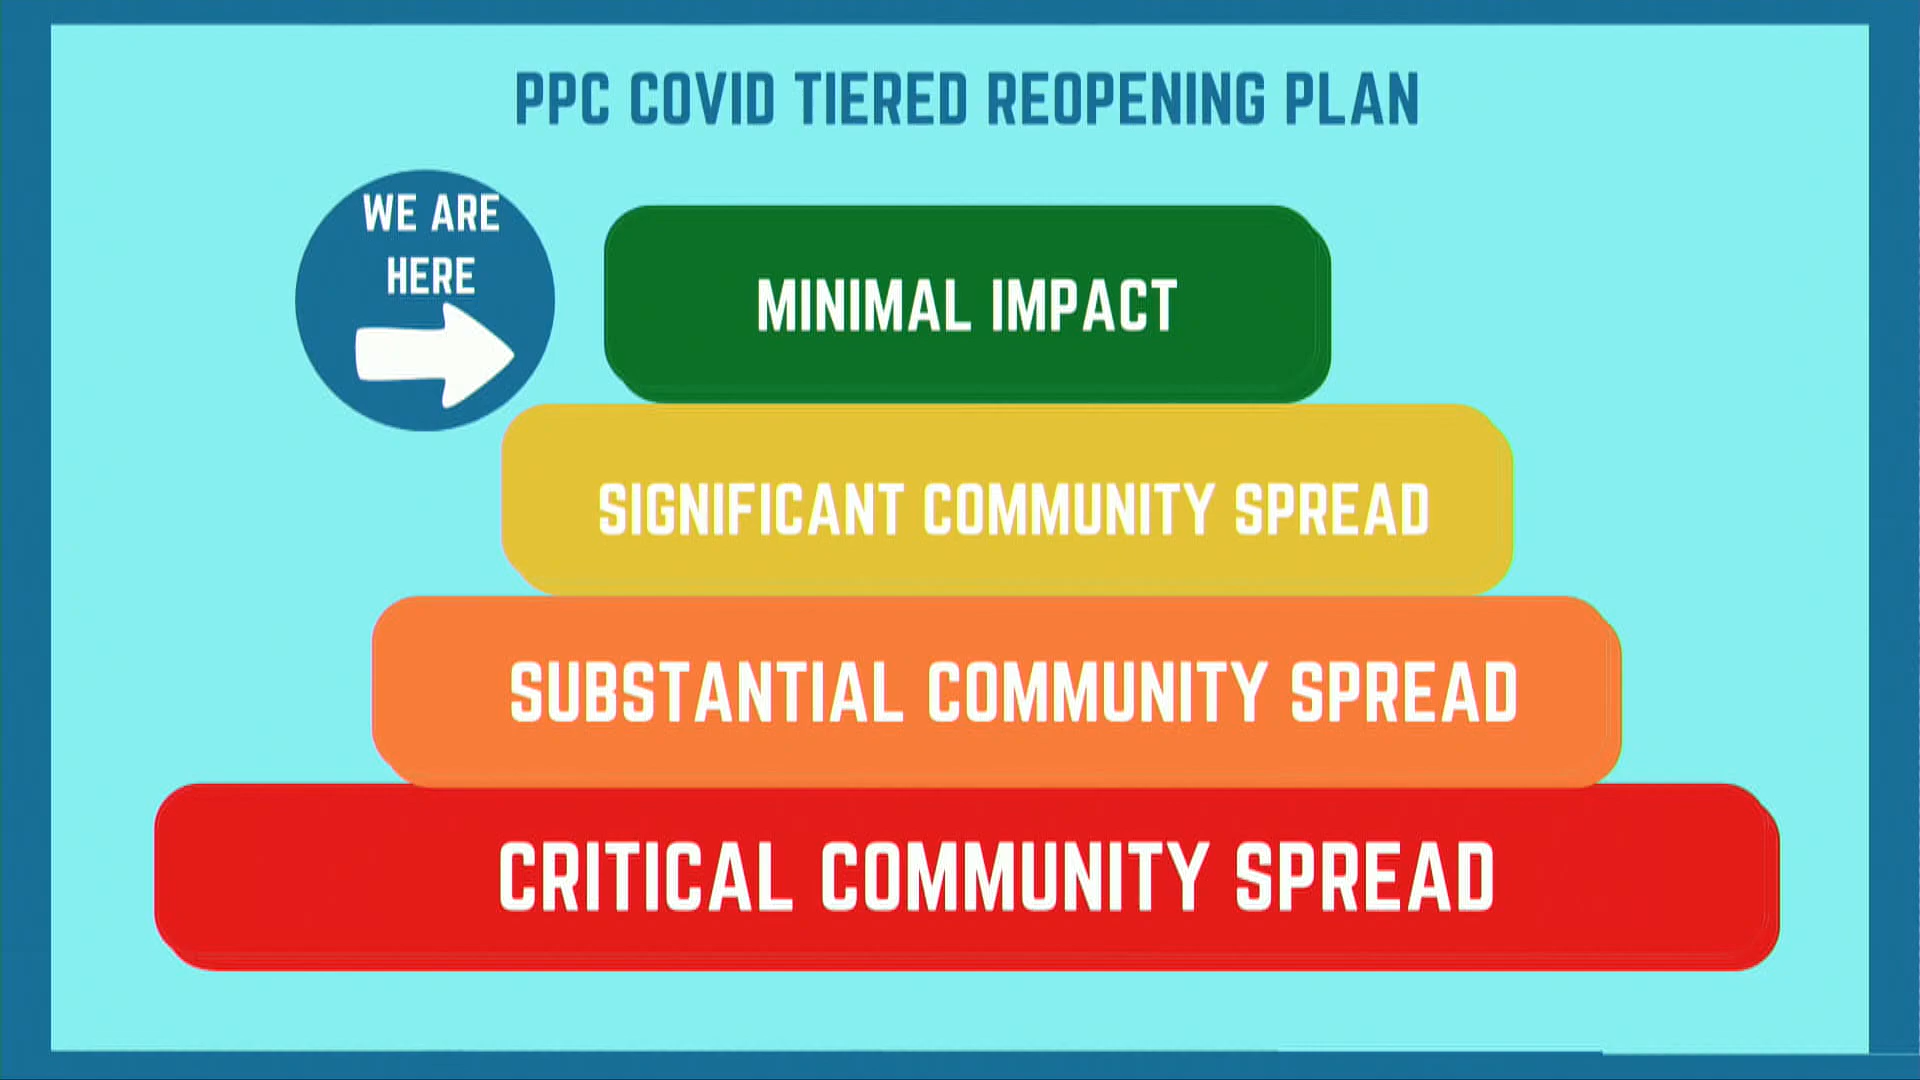 PPC COVID TIERED REOPENING PLAN
WE ARE
HERE
MINIMAL IMPACT
SIGNIFICANT COMMUNITY SPREAD
SUBSTANTIAL COMMUNITY SPREAD
CRITICAL COMMUNITY SPREAD